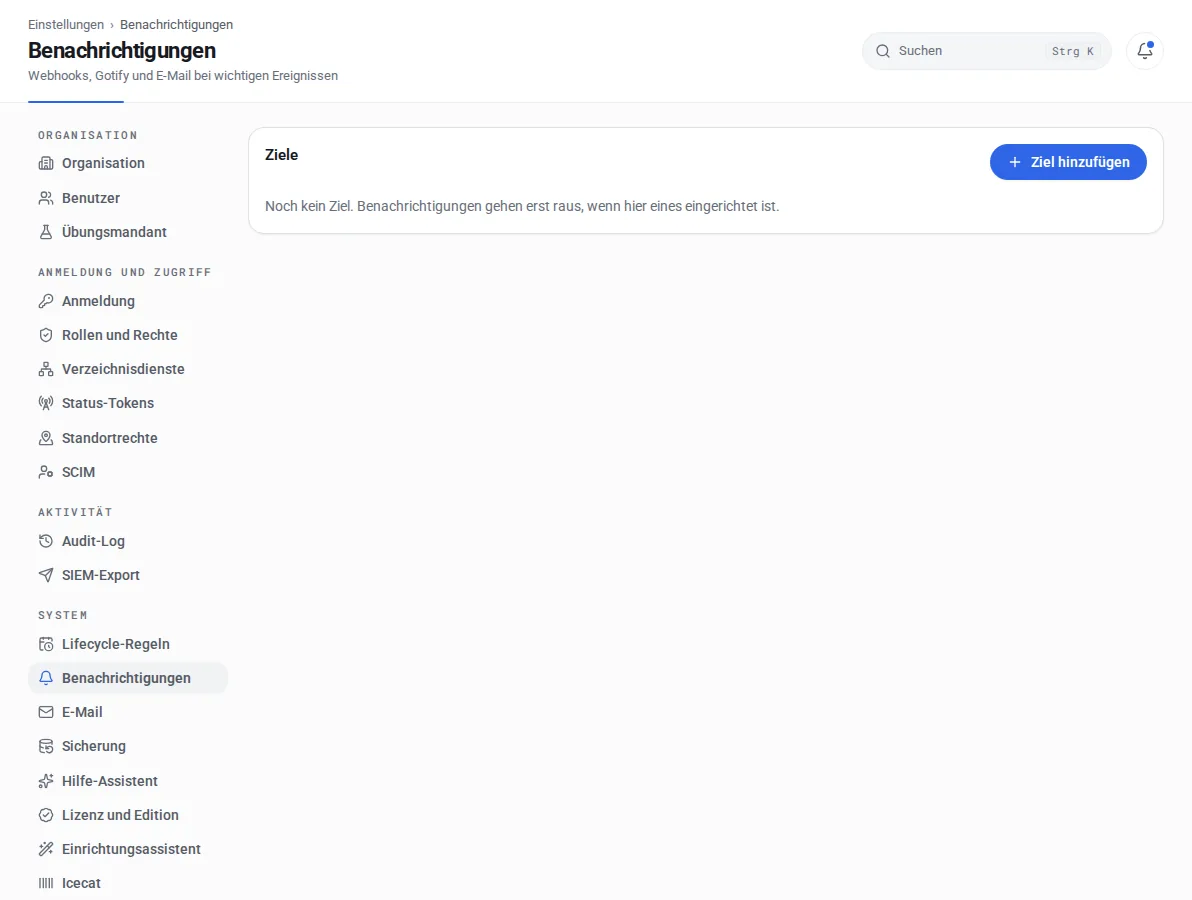 Einstellungen › Benachrichtigungen
Benachrichtigungen
Webhooks, Gotify und E-Mail bei wichtigen Ereignissen
Suchen
Strg K
ORGANISATION
Organisation
Benutzer
Übungsmandant
ANMELDUNG UND ZUGRIFF
Anmeldung
Rollen und Rechte
Verzeichnisdienste
Status-Tokens
Standortrechte
SCIM
AKTIVITÄT
Audit-Log
SIEM-Export
SYSTEM
Lifecycle-Regeln
Benachrichtigungen
E-Mail
Sicherung
Hilfe-Assistent
Lizenz und Edition
Einrichtungsassistent
Icecat
Ziele
Ziel hinzufügen
Noch kein Ziel. Benachrichtigungen gehen erst raus, wenn hier eines eingerichtet ist.